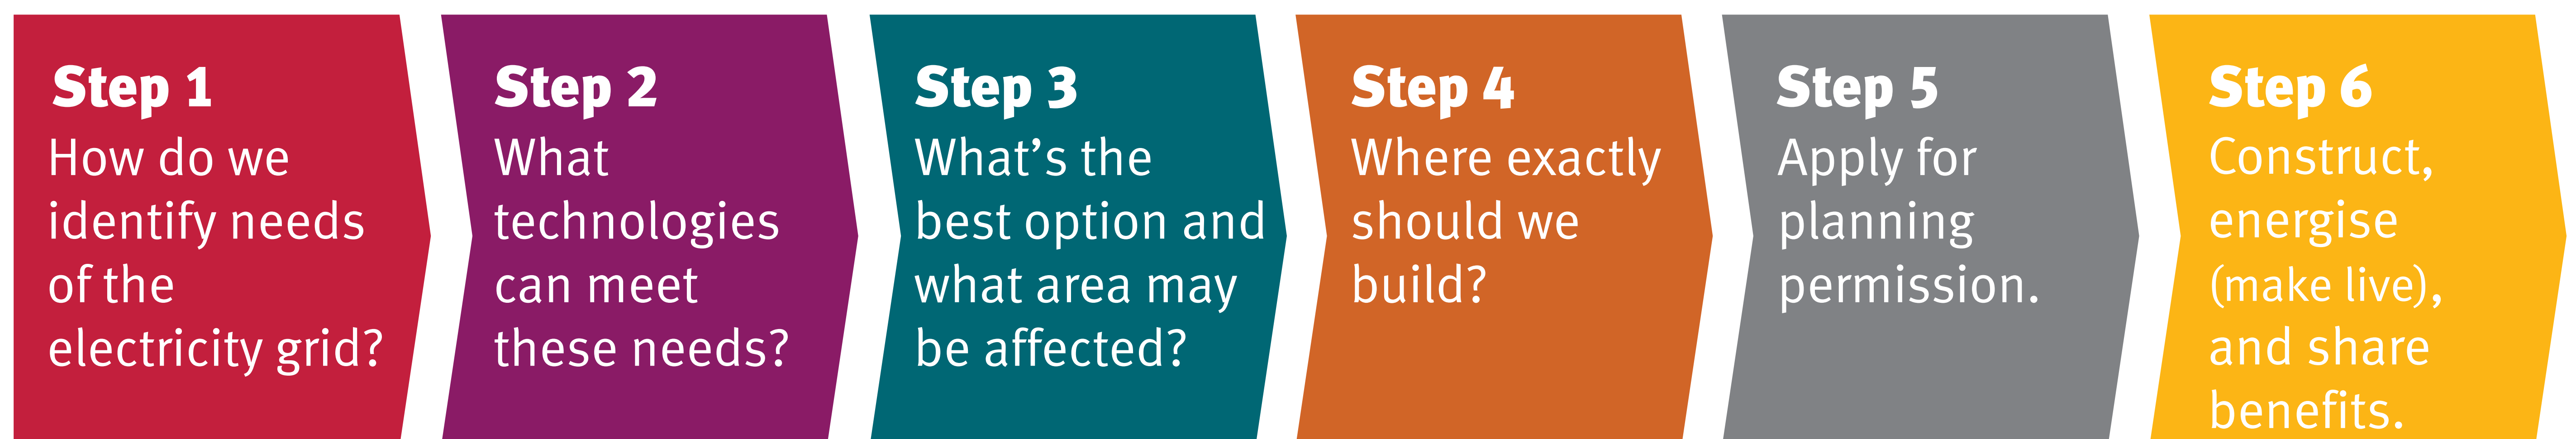 Step 1
How do we
identify needs
of the
electricity grid?
Step 2
What
technologies
can meet
these needs?
Step 3
What’s the
best option and
what area may
be affected?
Step 4
Where exactly
should we
build?
Step 5
Apply for
planning
permission.
Step 6
Construct,
energise
(make live),
and share
benefits.